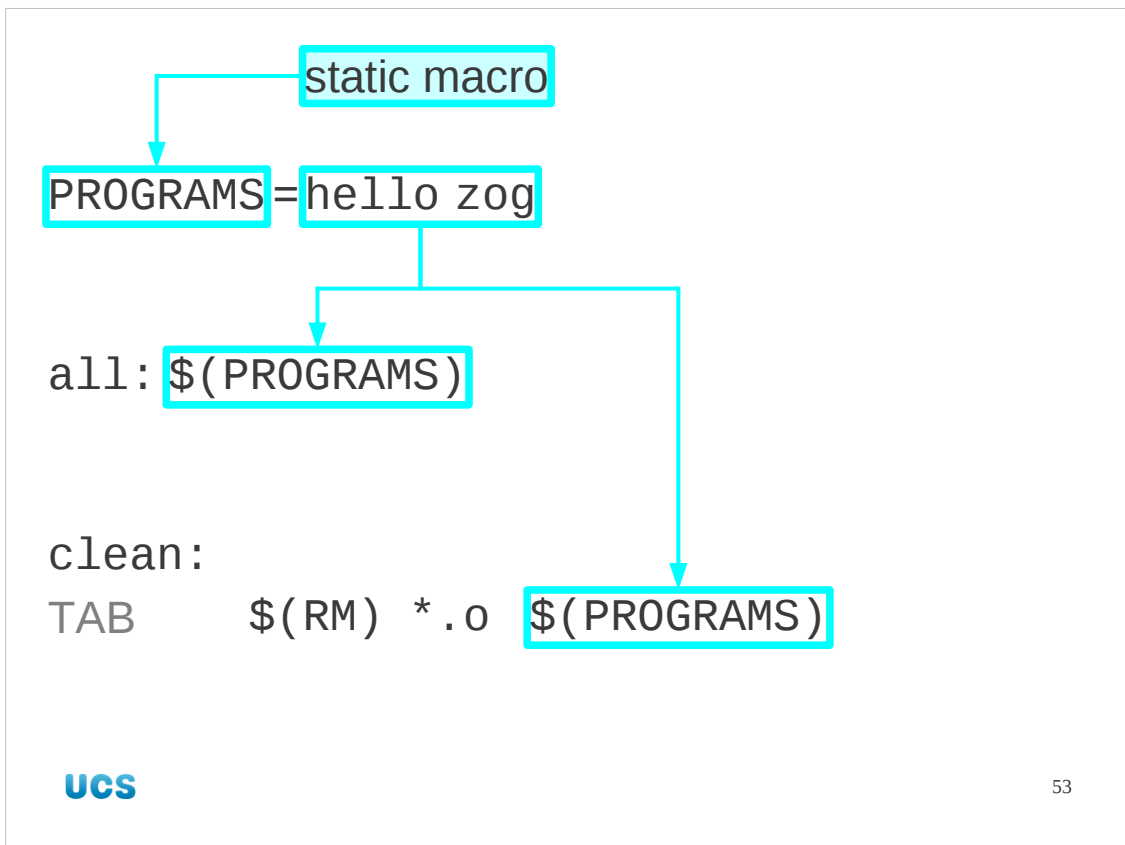 static macro
PROGRAMS=hello zog
all: $(PROGRAMS)
clean:
TAB $(RM) *.o $(PROGRAMS)
UCS 53